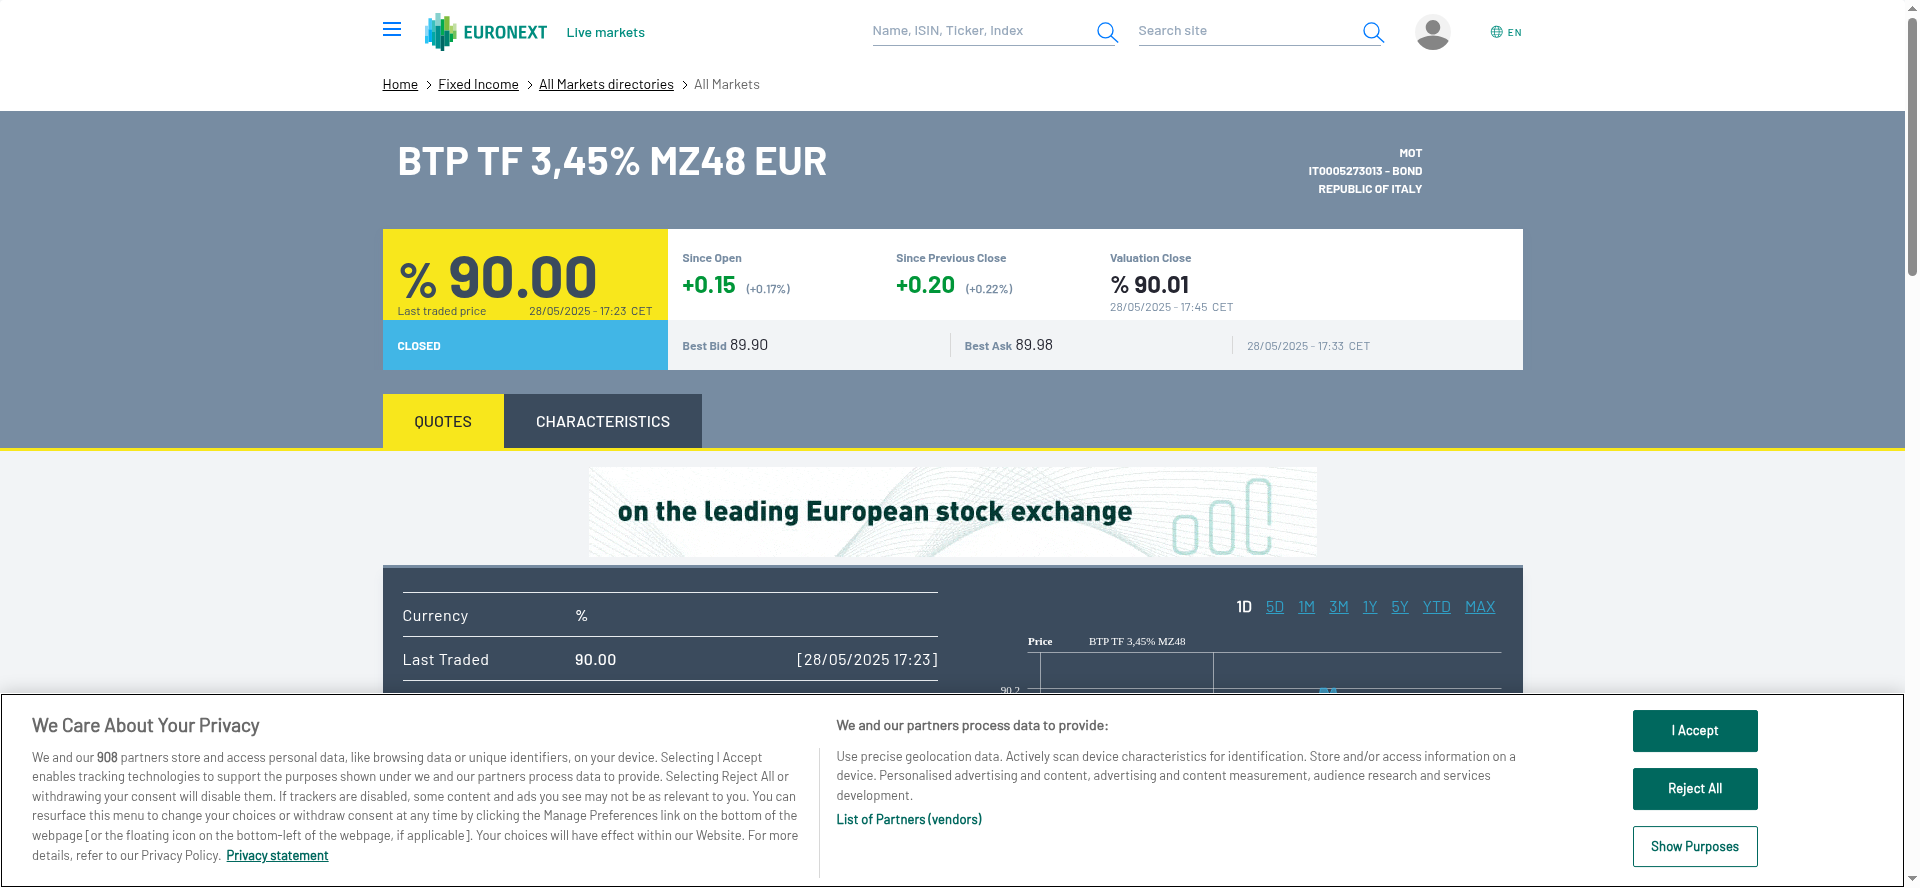 EURONEXT
Live markets
Name, ISIN, Ticker, Index
Search site
EN
Home > Fixed Income > All Markets directories > All Markets
BTP TF 3,45% MZ48 EUR
MOT
IT0005273013 - BOND
REPUBLIC OF ITALY
% 90.00
Last traded price 28/05/2025 - 17:23 CET
Since Open
+0.15 (+0.17%)
Since Previous Close
+0.20 (+0.22%)
Valuation Close
% 90.01
28/05/2025 - 17:45 CET
CLOSED
Best Bid 89.90
Best Ask 89.98
28/05/2025 - 17:33 CET
QUOTES
CHARACTERISTICS
on the leading European stock exchange
Currency %
Last Traded 90.00 [28/05/2025 17:23]
1D 5D 1M 3M 1Y 5Y YTD MAX
Price BTP TF 3,45% MZ48
90.2
We Care About Your Privacy
We and our 908 partners store and access personal data, like browsing data or unique identifiers, on your device. Selecting I Accept
enables tracking technologies to support the purposes shown under we and our partners process data to provide. Selecting Reject All or
withdrawing your consent will disable them. If trackers are disabled, some content and ads you see may not be as relevant to you. You can
resurface this menu to change your choices or withdraw consent at any time by clicking the Manage Preferences link on the bottom of the
webpage [or the floating icon on the bottom-left of the webpage, if applicable]. Your choices will have effect within our Website. For more
details, refer to our Privacy Policy. Privacy statement
We and our partners process data to provide:
Use precise geolocation data. Actively scan device characteristics for identification. Store and/or access information on a
device. Personalised advertising and content, advertising and content measurement, audience research and services
development.
List of Partners (vendors)
I Accept
Reject All
Show Purposes